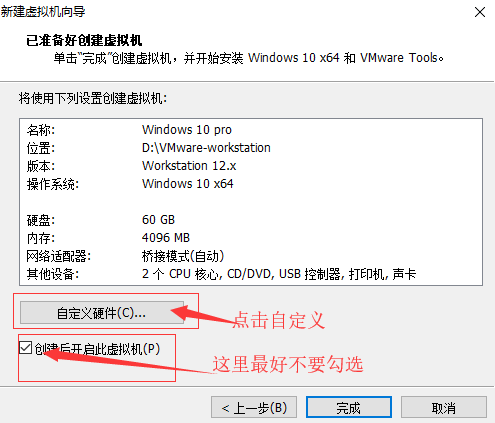 新建虚拟机向导
已准备好创建虚拟机
单击“完成”创建虚拟机，并开始安装 Windows 10 x64 和 VMware Tools。
将使用下列设置创建虚拟机:
名称: Windows 10 pro
位置: D:\VMware-workstation
版本: Workstation 12.x
操作系统: Windows 10 x64
硬盘: 60 GB
内存: 4096 MB
网络适配器: 桥接模式(自动)
其他设备: 2 个 CPU 核心, CD/DVD, USB 控制器, 打印机, 声卡
自定义硬件(C)... 点击自定义
创建后开启此虚拟机(P) 这里最好不要勾选
< 上一步(B) 完成 取消